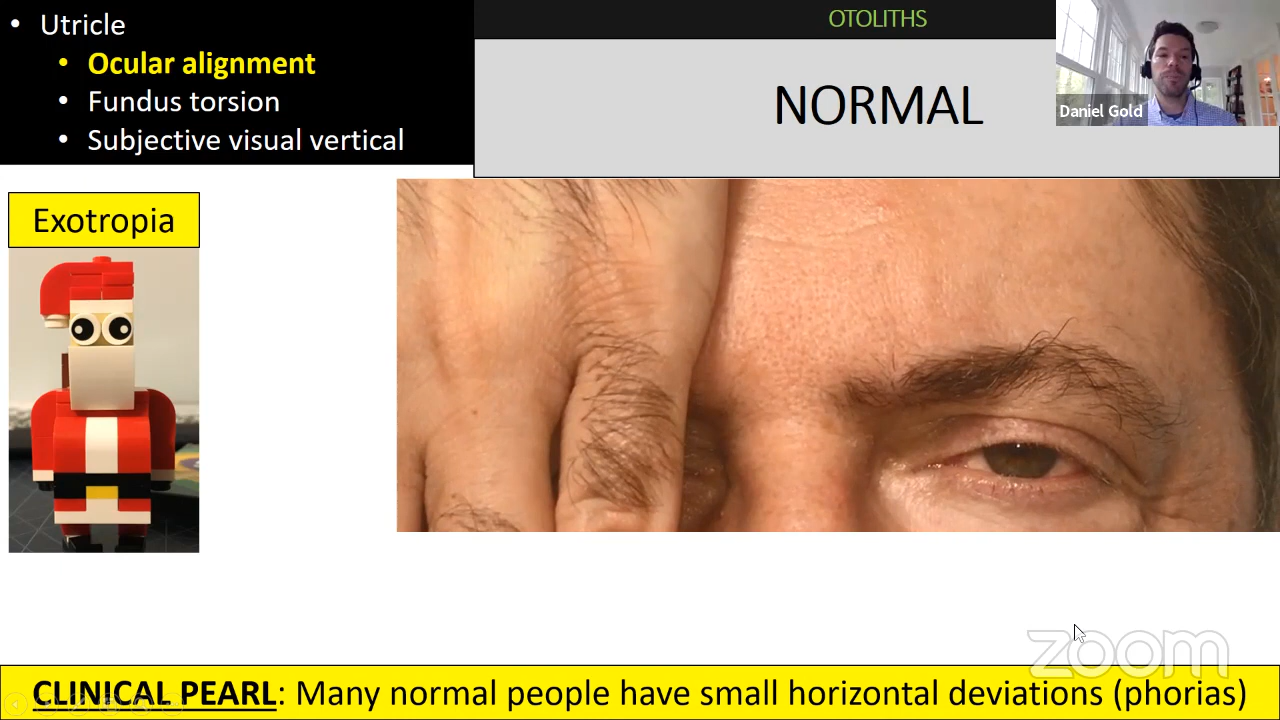 • Utricle
• Ocular alignment
• Fundus torsion
• Subjective visual vertical
OTOLITHS
NORMAL
Daniel Gold
Exotropia
zoom
CLINICAL PEARL: Many normal people have small horizontal deviations (phorias)